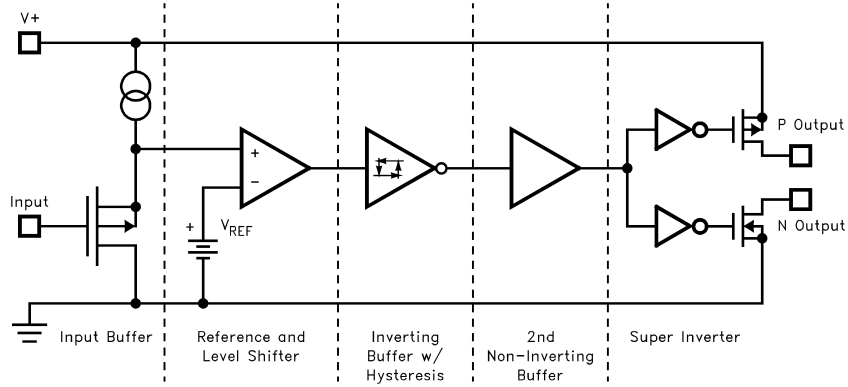 V+
P Output
Input
+
−
+
VREF
N Output
Input Buffer
Reference and
Level Shifter
Inverting
Buffer w/
Hysteresis
2nd
Non-Inverting
Buffer
Super Inverter